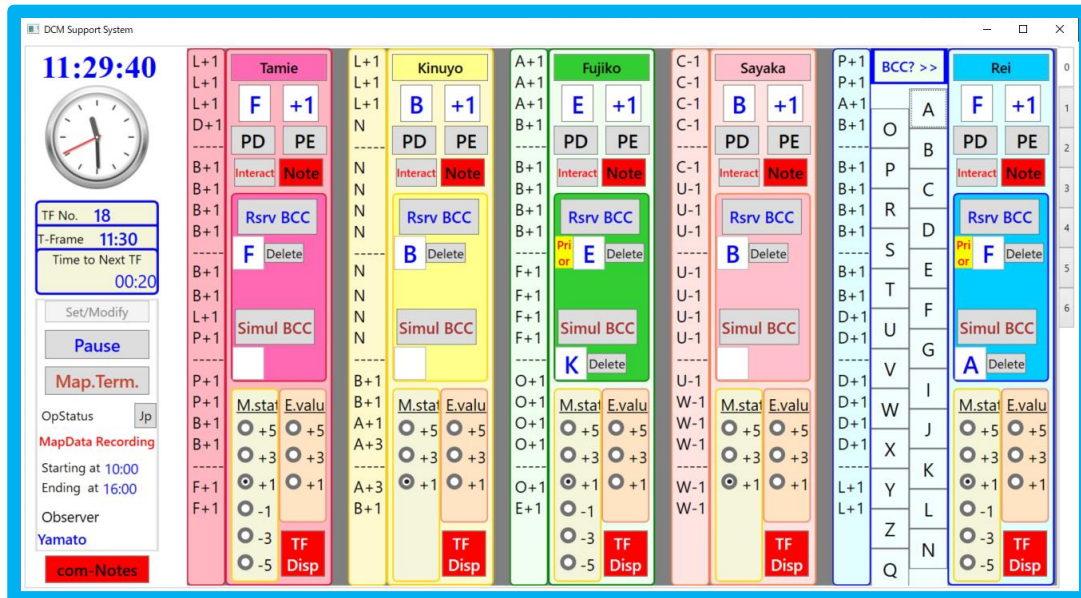 DCM Support System
11:29:40
TF No. 18
T-Frame 11:30
Time to Next TF
00:20
Set/Modify
Pause
Map.Term.
OpStatus Jp
MapData Recording
Starting at 10:00
Ending at 16:00
Observer
Yamato
com-Notes
L+1
L+1
L+1
D+1
-----
B+1
B+1
B+1
B+1
-----
B+1
B+1
L+1
P+1
-----
P+1
P+1
B+1
B+1
-----
F+1
F+1
Tamie
F +1
PD PE
Interact Note
Rsrv BCC
F Delete
Simul BCC
M.stat E.valu
+5 +5
+3 +3
+1 +1
-1
-3
-5
TF
Disp
L+1
L+1
L+1
N
-----
N
N
N
N
-----
N
N
N
N
-----
B+1
B+1
A+1
A+3
-----
A+3
B+1
Kinuyo
B +1
PD PE
Interact Note
Rsrv BCC
B Delete
Simul BCC
M.stat E.valu
+5 +5
+3 +3
+1 +1
TF
Disp
A+1
A+1
A+1
B+1
-----
B+1
B+1
B+1
B+1
-----
F+1
F+1
F+1
F+1
-----
O+1
O+1
O+1
O+1
-----
O+1
E+1
Fujiko
E +1
PD PE
Interact Note
Rsrv BCC
Pri
or E Delete
Simul BCC
K Delete
M.stat E.valu
+5 +5
+3 +3
+1 +1
-1
-3
-5
TF
Disp
C-1
C-1
C-1
C-1
-----
C-1
U-1
U-1
U-1
-----
U-1
U-1
U-1
U-1
-----
U-1
W-1
W-1
W-1
-----
W-1
W-1
Sayaka
B +1
PD PE
Interact Note
Rsrv BCC
B Delete
Simul BCC
M.stat E.valu
+5 +5
+3 +3
+1 +1
TF
Disp
P+1
P+1
A+1
B+1
-----
B+1
B+1
B+1
B+1
-----
B+1
B+1
D+1
D+1
-----
D+1
D+1
D+1
D+1
-----
L+1
L+1
BCC? >>
O
P
R
S
T
U
V
W
X
Y
Z
Q
A
B
C
D
E
F
G
I
J
K
L
N
Rei
F +1
PD PE
Interact Note
Rsrv BCC
Pri
or F Delete
Simul BCC
A Delete
M.stat E.valu
+5 +5
+3 +3
+1 +1
-1
-3
-5
TF
Disp
0
1
2
3
4
5
6